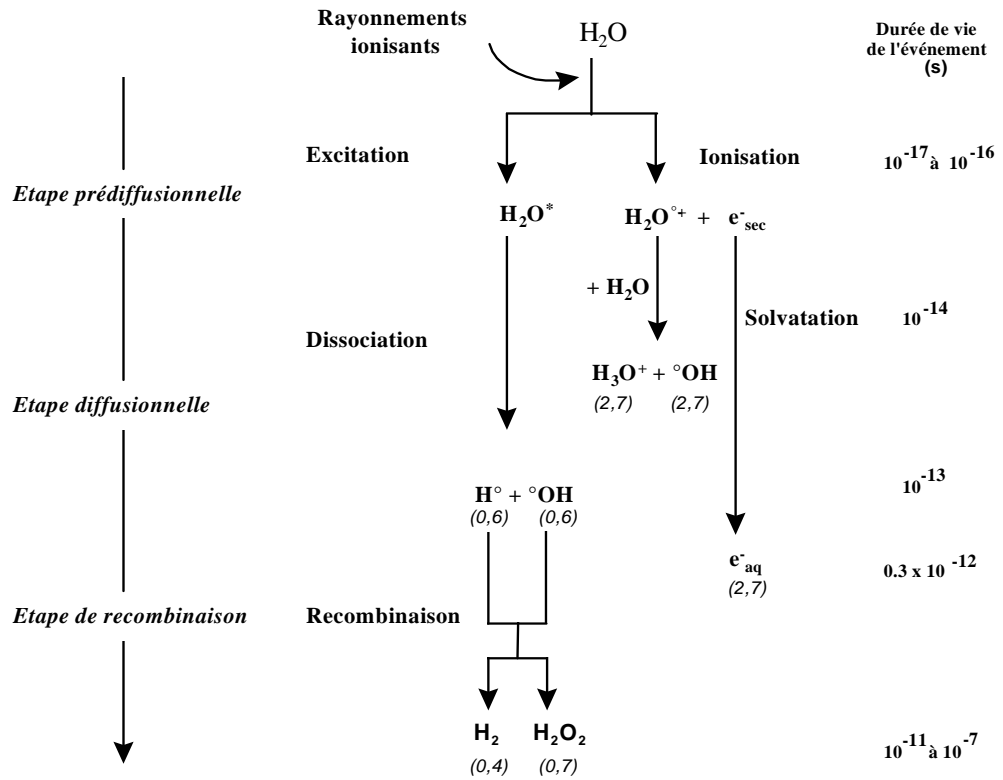 Rayonnements
ionisants
H₂O
Durée de vie
de l'événement
(s)
Excitation
Ionisation
10⁻¹⁷ à 10⁻¹⁶
Etape prédiffusionnelle
H₂O*
H₂O°⁺ + e⁻sec
+ H₂O
Solvatation
10⁻¹⁴
Dissociation
H₃O⁺ + °OH
(2,7) (2,7)
Etape diffusionnelle
10⁻¹³
H° + °OH
(0,6) (0,6)
e⁻aq
(2,7)
0.3 x 10⁻¹²
Etape de recombinaison
Recombinaison
H₂ H₂O₂
(0,4) (0,7)
10⁻¹¹ à 10⁻⁷